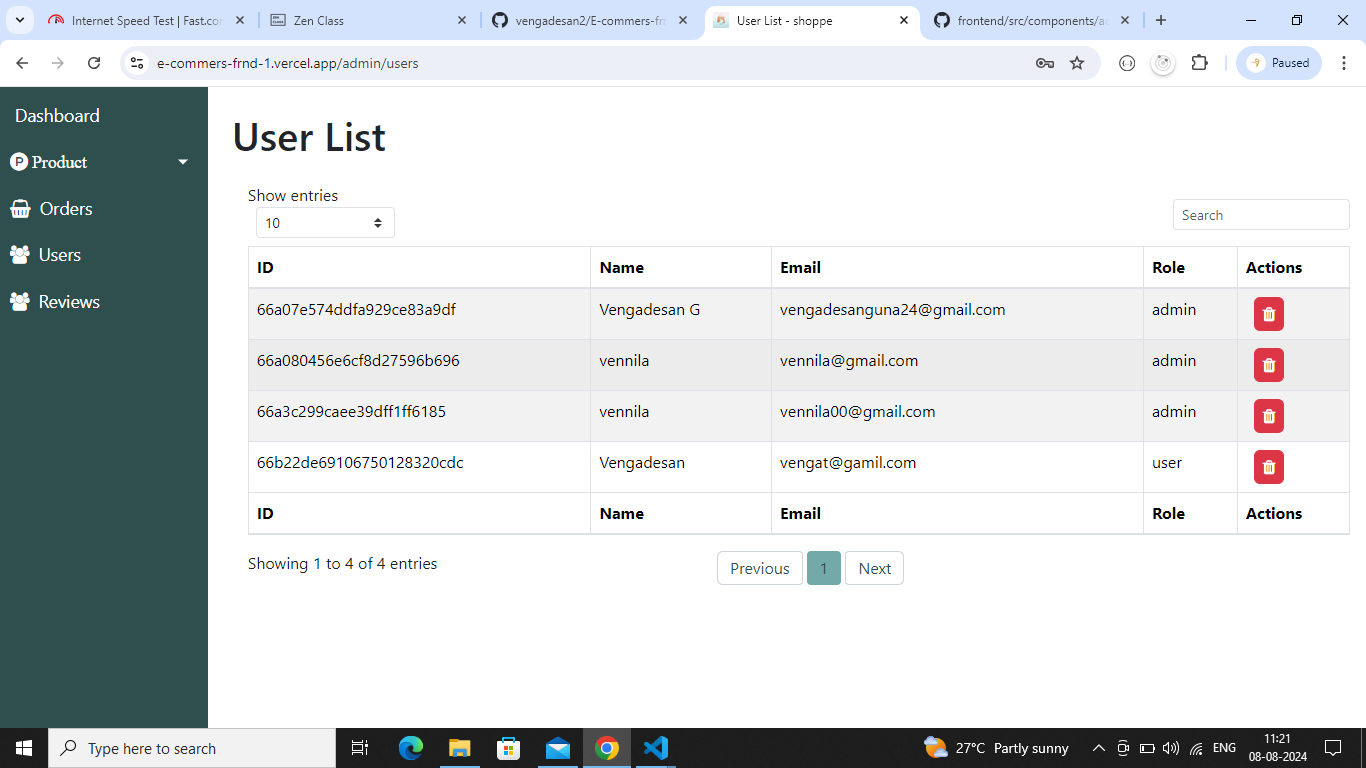 Internet Speed Test | Fast.co
Zen Class
vengadesan2/E-commers-frn
User List - shoppe
frontend/src/components/ad
e-commers-frnd-1.vercel.app/admin/users
Paused
Dashboard
Product
Orders
Users
Reviews
User List
Show entries
10
Search
ID Name Email Role Actions
66a07e574ddfa929ce83a9df Vengadesan G vengadesanguna24@gmail.com admin
66a080456e6cf8d27596b696 vennila vennila@gmail.com admin
66a3c299caee39dff1ff6185 vennila vennila00@gmail.com admin
66b22de69106750128320cdc Vengadesan vengat@gamil.com user
ID Name Email Role Actions
Showing 1 to 4 of 4 entries
Previous 1 Next
Type here to search
27°C Partly sunny
ENG
11:21
08-08-2024